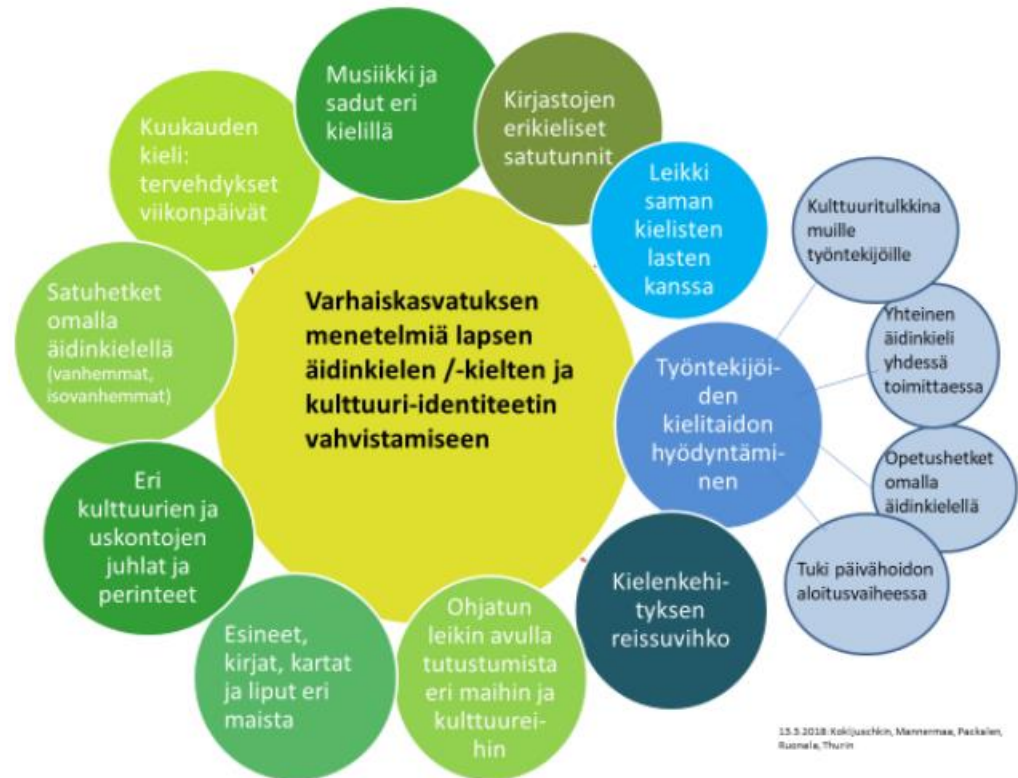 Varhaiskasvatuksen
menetelmiä lapsen
äidinkielen /-kielten ja
kulttuuri-identiteetin
vahvistamiseen
Musiikki ja
sadut eri
kielillä
Kirjastojen
erikieliset
satutunnit
Leikki
saman
kielisten
lasten
kanssa
Työntekijöi-
den
kielitaidon
hyödyntämi-
nen
Kulttuuritulkkina
muille
työntekijöille
Yhteinen
äidinkieli
yhdessä
toimittaessa
Opetushetket
omalla
äidinkielellä
Tuki päivähoidon
aloitusvaiheessa
Kielenkehi-
tyksen
reissuvihko
Ohjatun
leikin avulla
tutustumista
eri maihin ja
kulttuurei-
hin
Esineet,
kirjat, kartat
ja liput eri
maista
Eri
kulttuurien ja
uskontojen
juhlat ja
perinteet
Satuhetket
omalla
äidinkielellä
(vanhemmat,
isovanhemmat)
Kuukauden
kieli:
tervehdykset
viikonpäivät
Mannermaa,
Thurin